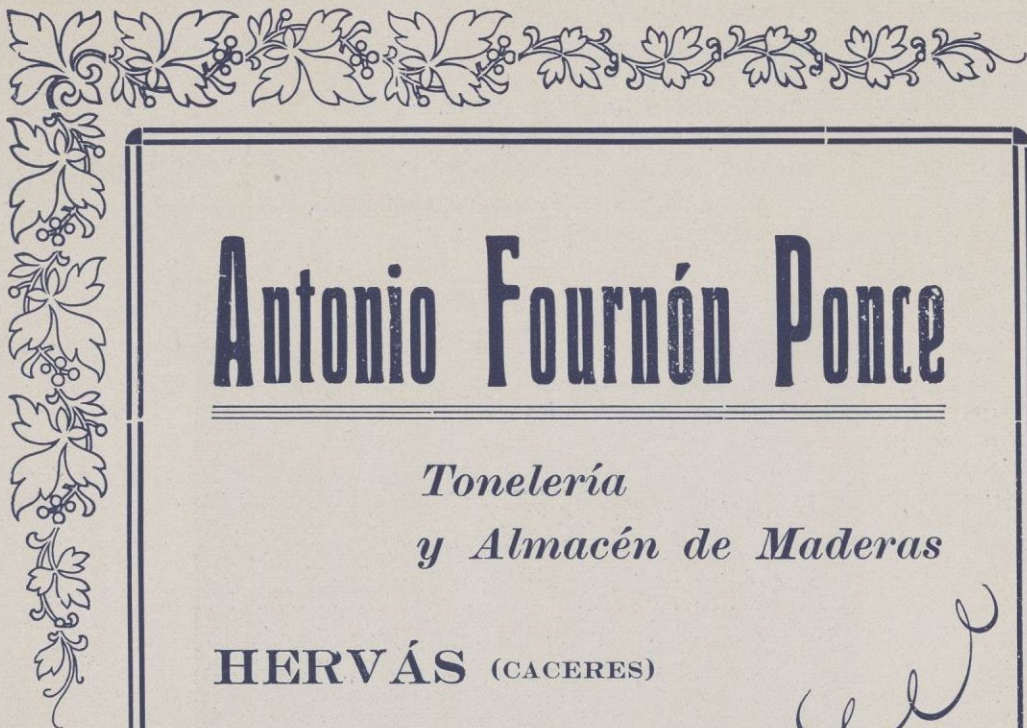 Antonio Fournón Ponce
Tonelería
y Almacén de Maderas
HERVÁS (CACERES)